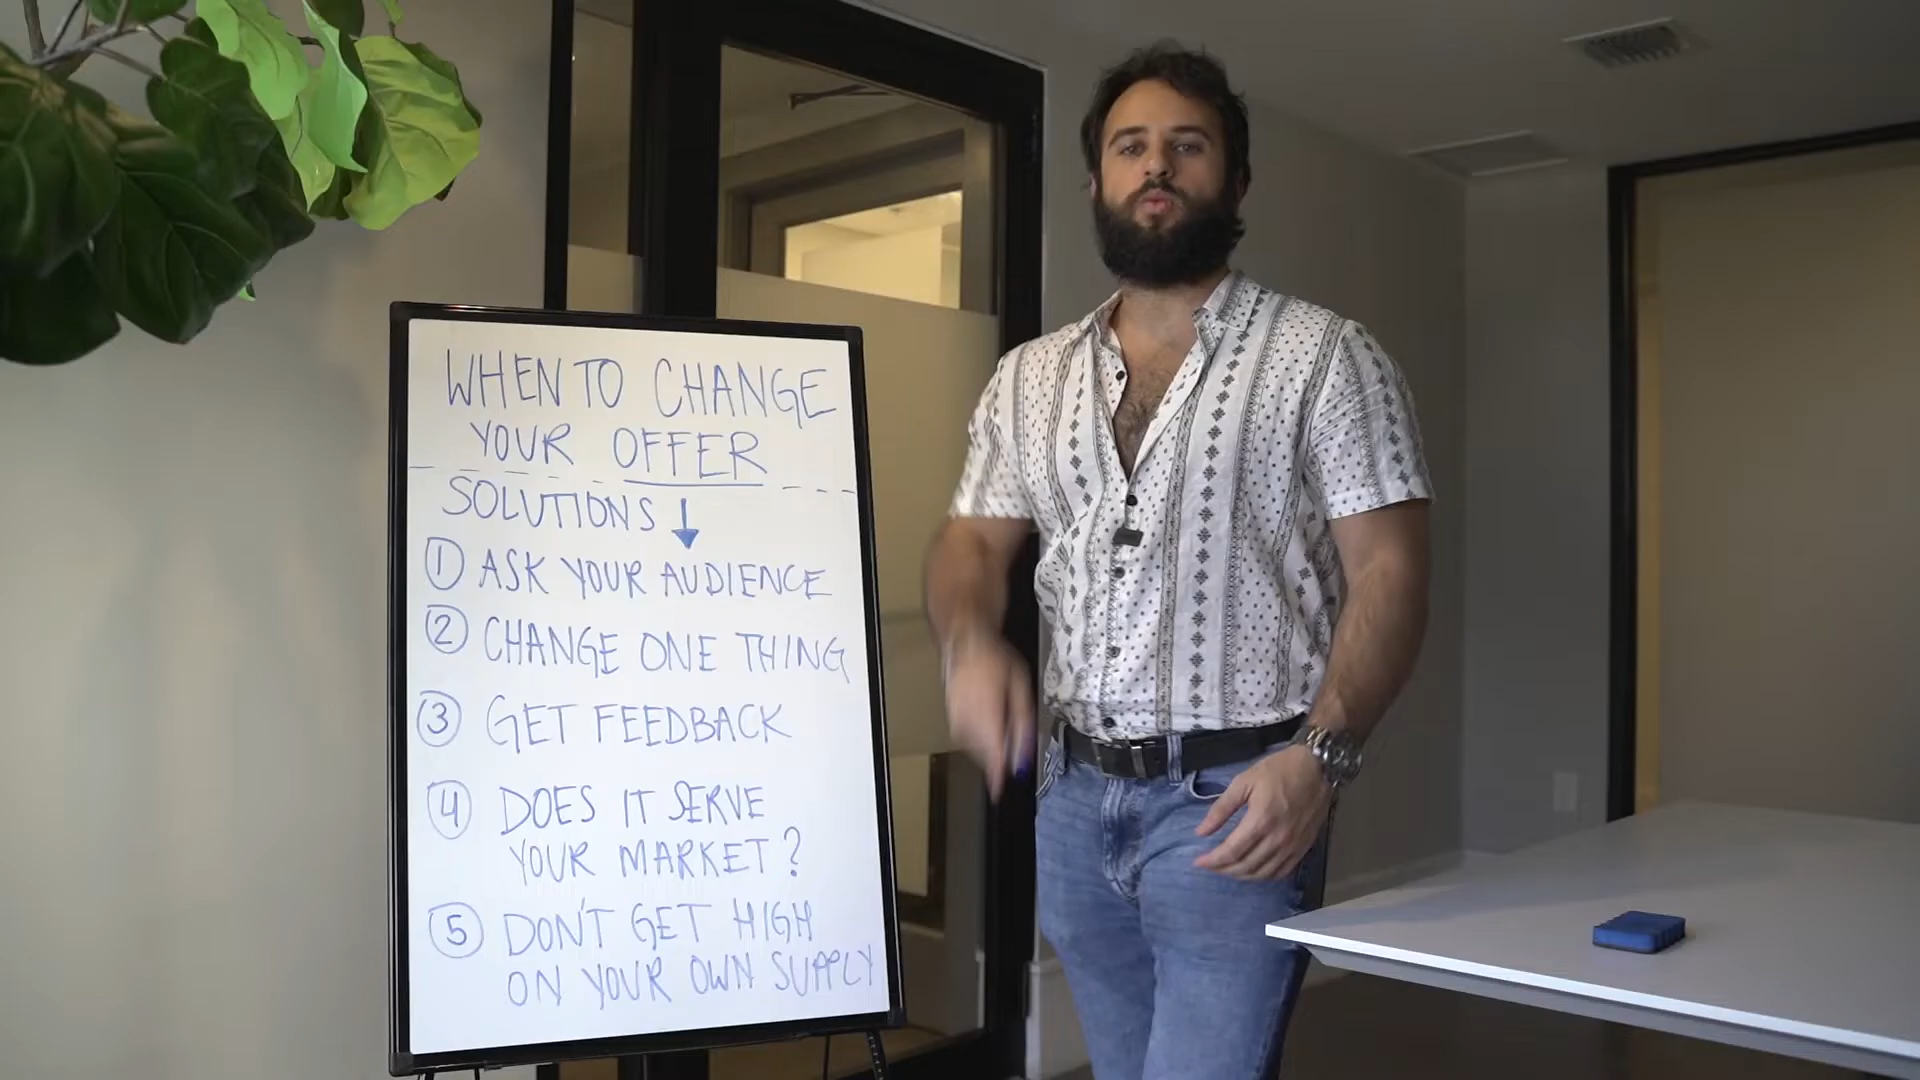 WHEN TO CHANGE
YOUR OFFER
SOLUTIONS ↓
1 ASK YOUR AUDIENCE
2 CHANGE ONE THING
3 GET FEEDBACK
4 DOES IT SERVE
YOUR MARKET?
5 DON'T GET HIGH
ON YOUR OWN SUPPLY